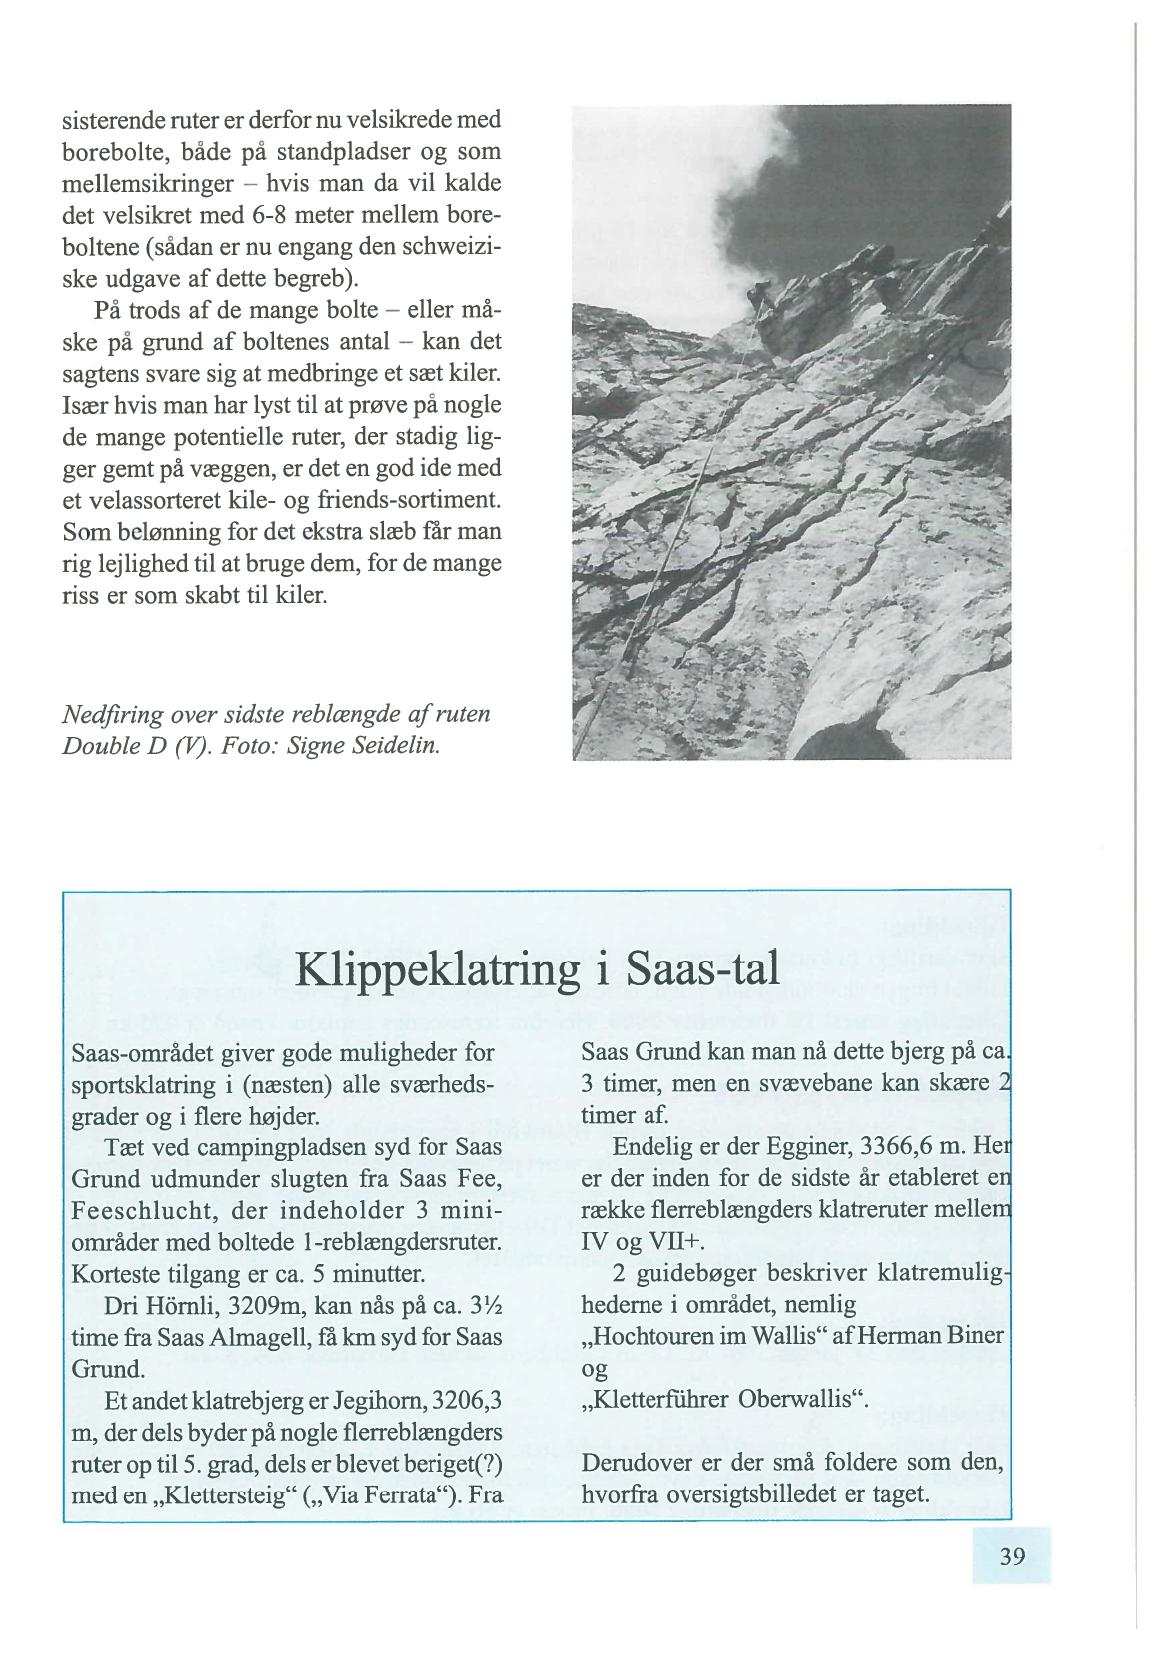 sisterende ruter er derfor nu velsikrede med
borebolte, både på standpladser og som
mellemsikringer – hvis man da vil kalde
det velsikret med 6-8 meter mellem bore-
boltene (sådan er nu engang den schweizi-
ske udgave af dette begreb).
På trods af de mange bolte – eller må-
ske på grund af boltenes antal – kan det
sagtens svare sig at medbringe et sæt kiler.
Især hvis man har lyst til at prøve på nogle
de mange potentielle ruter, der stadig lig-
ger gemt på væggen, er det en god ide med
et velassorteret kile- og friends-sortiment.
Som belønning for det ekstra slæb får man
rig lejlighed til at bruge dem, for de mange
riss er som skabt til kiler.
Nedfiring over sidste reblængde af ruten
Double D (V). Foto: Signe Seidelin.
Klippeklatring i Saas-tal
Saas-området giver gode muligheder for
sportsklatring i (næsten) alle sværheds-
grader og i flere højder.
Tæt ved campingpladsen syd for Saas
Grund udmunder slugten fra Saas Fee,
Feeschlucht, der indeholder 3 mini-
områder med boltede 1-reblængdersruter.
Korteste tilgang er ca. 5 minutter.
Dri Hörnli, 3209m, kan nås på ca. 3½
time fra Saas Almagell, få km syd for Saas
Grund.
Et andet klatrebjerg er Jegihorn, 3206,3
m, der dels byder på nogle flerreblængders
ruter op til 5. grad, dels er blevet beriget(?)
med en „Klettersteig“ („Via Ferrata“). Fra
Saas Grund kan man nå dette bjerg på ca.
3 timer, men en svævebane kan skære 2
timer af.
Endelig er der Egginer, 3366,6 m. Her
er der inden for de sidste år etableret en
række flerreblængders klatreruter mellem
IV og VII+.
2 guidebøger beskriver klatremulig-
hederne i området, nemlig
„Hochtouren im Wallis“ af Herman Biner
og
„Kletterführer Oberwallis“.
Derudover er der små foldere som den,
hvorfra oversigtsbilledet er taget.
39